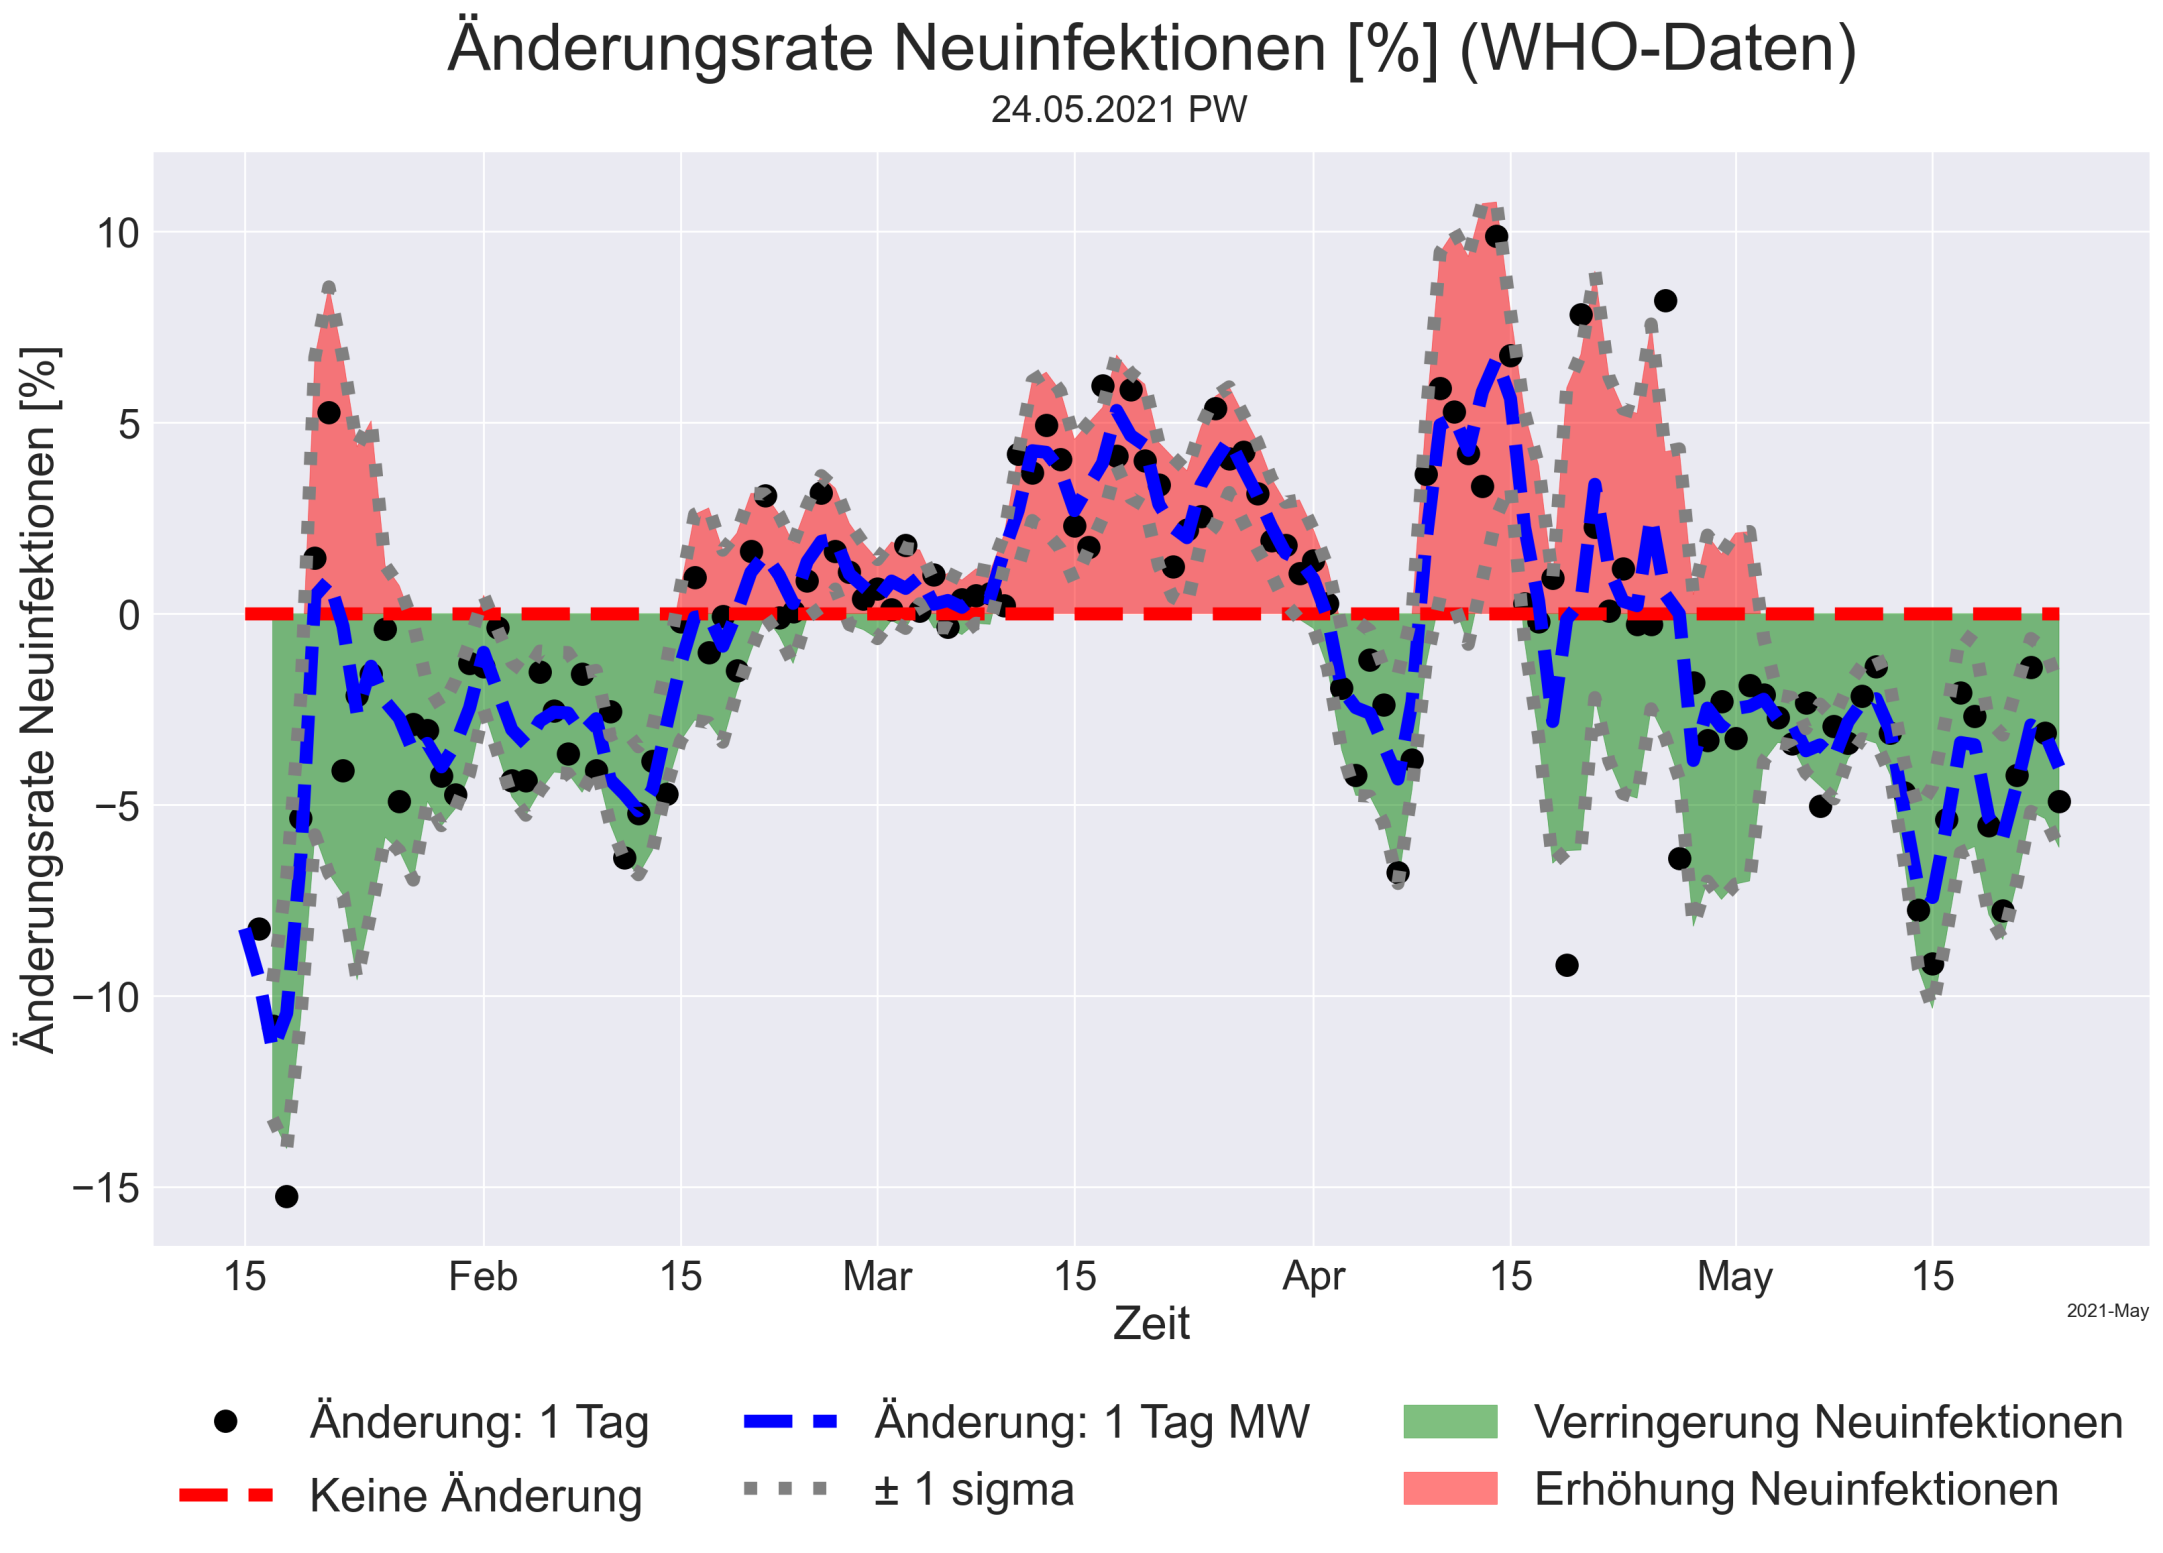 Änderungsrate Neuinfektionen [%] (WHO-Daten)
24.05.2021 PW
Änderungsrate Neuinfektionen [%]
10
5
0
−5
−10
−15
15 Feb 15 Mar 15 Apr 15 May 15
Zeit
2021-May
Änderung: 1 Tag
Keine Änderung
Änderung: 1 Tag MW
± 1 sigma
Verringerung Neuinfektionen
Erhöhung Neuinfektionen